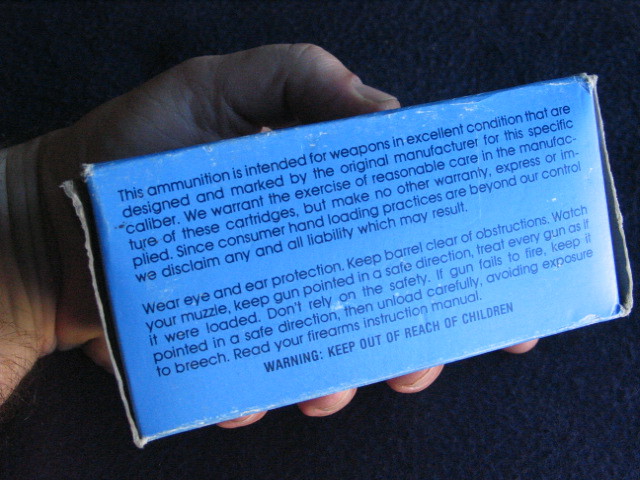 This ammunition is intended for weapons in excellent condition that are
designed and marked by the original manufacturer for this specific
caliber. We warrant the exercise of reasonable care in the manufac-
ture of these cartridges, but make no other warranty, express or im-
plied. Since consumer hand loading practices are beyond our control
we disclaim any and all liability which may result.
Wear eye and ear protection. Keep barrel clear of obstructions. Watch
your muzzle, keep gun pointed in a safe direction, treat every gun as if
it were loaded. Don't rely on the safety. If gun fails to fire, keep it
pointed in a safe direction, then unload carefully, avoiding exposure
to breech. Read your firearms instruction manual.
WARNING: KEEP OUT OF REACH OF CHILDREN